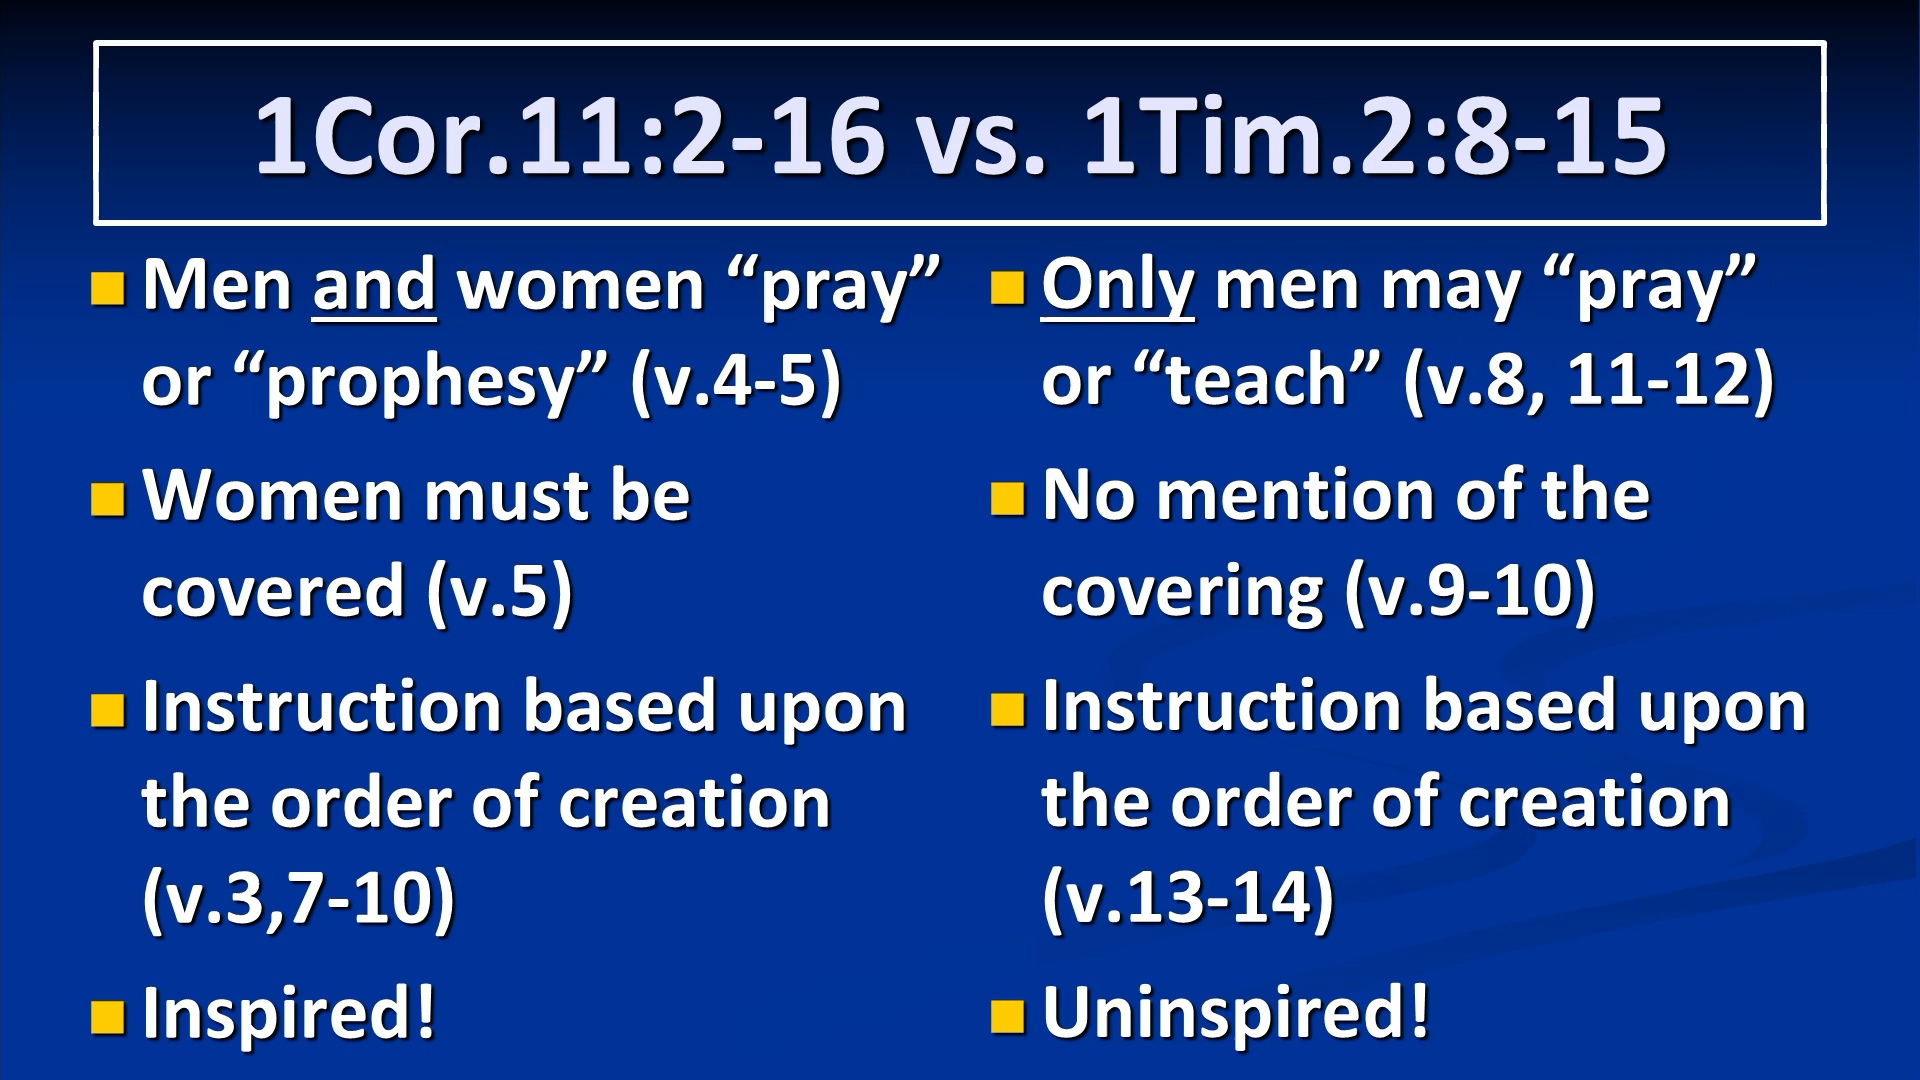 1Cor.11:2-16 vs. 1Tim.2:8-15
Men and women “pray”
or “prophesy” (v.4-5)
Women must be
covered (v.5)
Instruction based upon
the order of creation
(v.3,7-10)
Inspired!
Only men may “pray”
or “teach” (v.8, 11-12)
No mention of the
covering (v.9-10)
Instruction based upon
the order of creation
(v.13-14)
Uninspired!